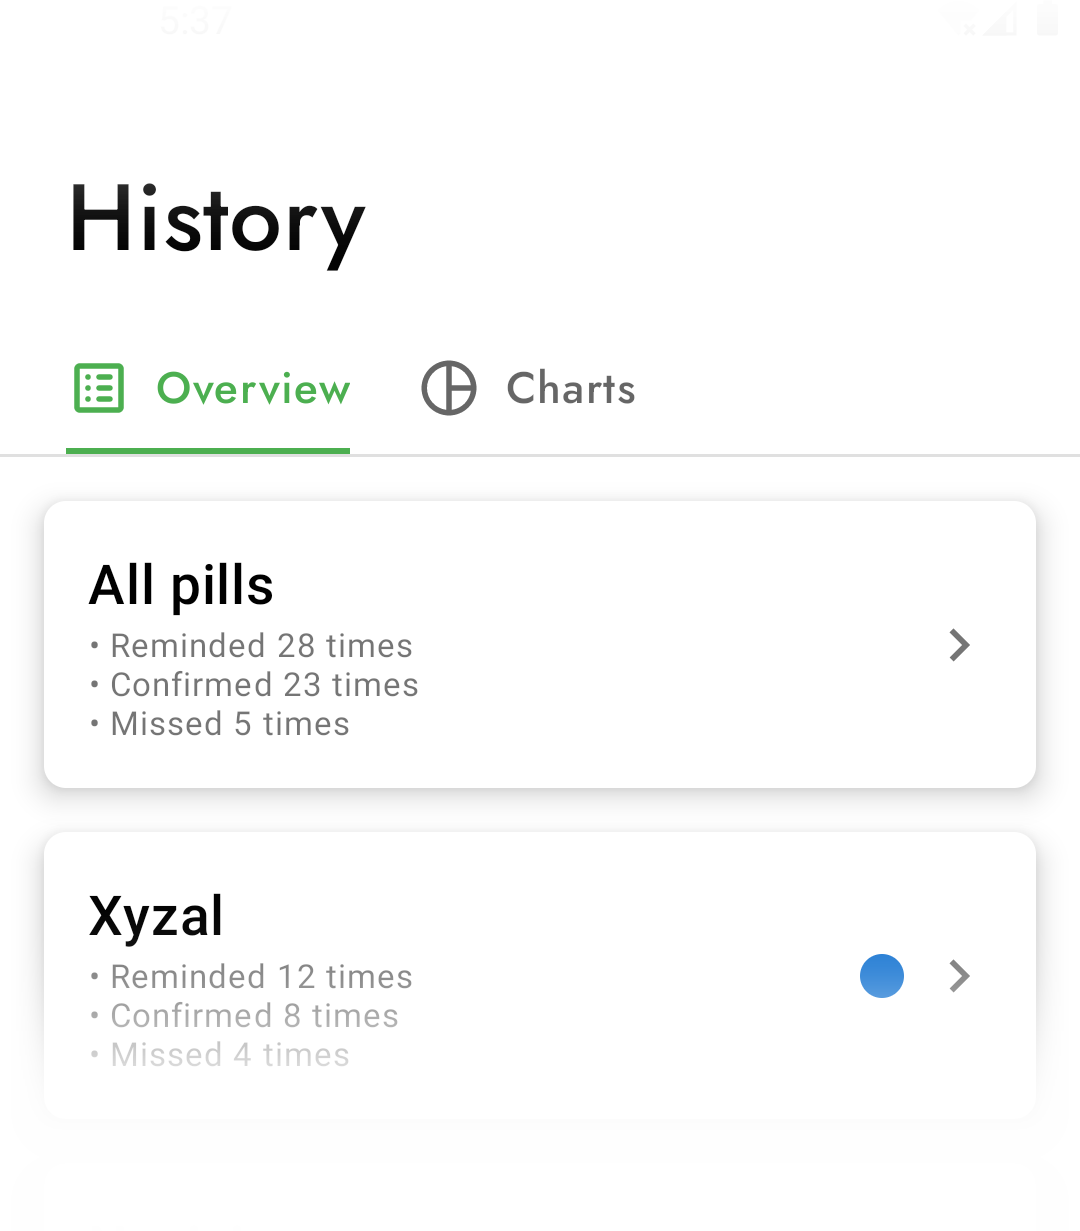 5:37
History
Overview
Charts
All pills
• Reminded 28 times
• Confirmed 23 times
• Missed 5 times
Xyzal
• Reminded 12 times
• Confirmed 8 times
• Missed 4 times